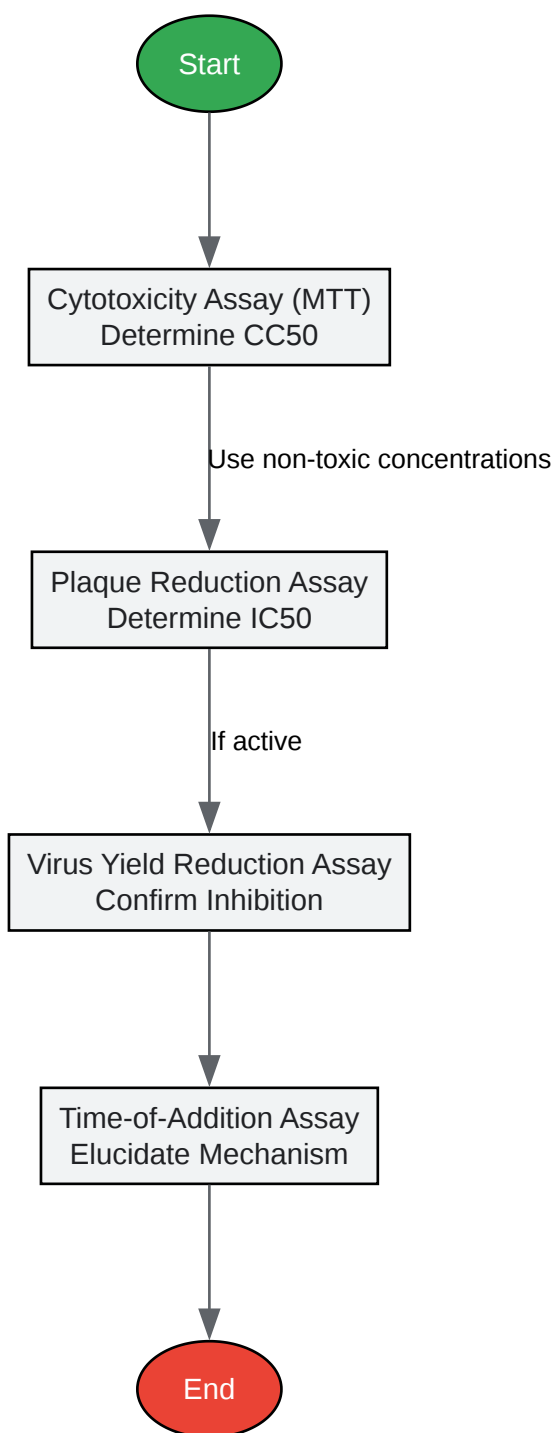 Start
Cytotoxicity Assay (MTT)
Determine CC50
Use non-toxic concentrations
Plaque Reduction Assay
Determine IC50
If active
Virus Yield Reduction Assay
Confirm Inhibition
Time-of-Addition Assay
Elucidate Mechanism
End